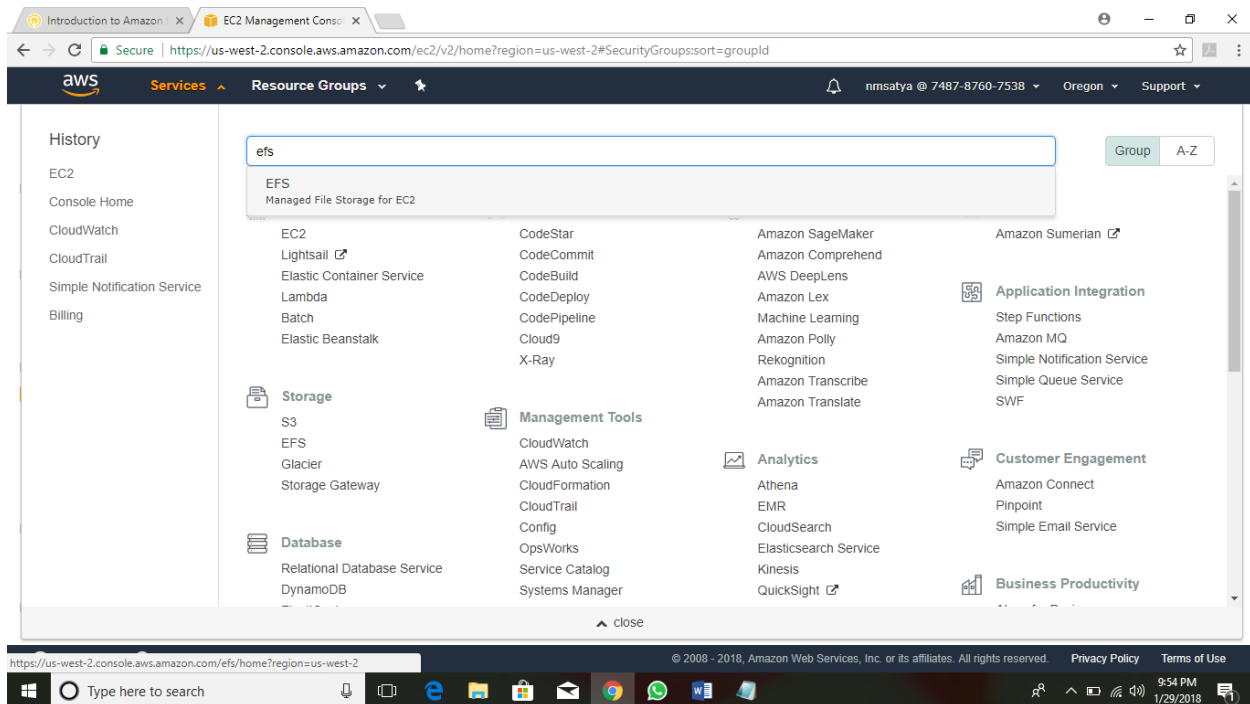 Introduction to Amazon
EC2 Management Conso
Secure | https://us-west-2.console.aws.amazon.com/ec2/v2/home?region=us-west-2#SecurityGroups:sort=groupId
aws Services Resource Groups nmsatya @ 7487-8760-7538 Oregon Support
History
EC2
Console Home
CloudWatch
CloudTrail
Simple Notification Service
Billing
efs
Group A-Z
EFS
Managed File Storage for EC2
EC2
Lightsail
Elastic Container Service
Lambda
Batch
Elastic Beanstalk
Storage
S3
EFS
Glacier
Storage Gateway
Database
Relational Database Service
DynamoDB
CodeStar
CodeCommit
CodeBuild
CodeDeploy
CodePipeline
Cloud9
X-Ray
Management Tools
CloudWatch
AWS Auto Scaling
CloudFormation
CloudTrail
Config
OpsWorks
Service Catalog
Systems Manager
Amazon SageMaker
Amazon Comprehend
AWS DeepLens
Amazon Lex
Machine Learning
Amazon Polly
Rekognition
Amazon Transcribe
Amazon Translate
Analytics
Athena
EMR
CloudSearch
Elasticsearch Service
Kinesis
QuickSight
Amazon Sumerian
Application Integration
Step Functions
Amazon MQ
Simple Notification Service
Simple Queue Service
SWF
Customer Engagement
Amazon Connect
Pinpoint
Simple Email Service
Business Productivity
close
https://us-west-2.console.aws.amazon.com/efs/home?region=us-west-2
© 2008 - 2018, Amazon Web Services, Inc. or its affiliates. All rights reserved. Privacy Policy Terms of Use
Type here to search
9:54 PM
1/29/2018